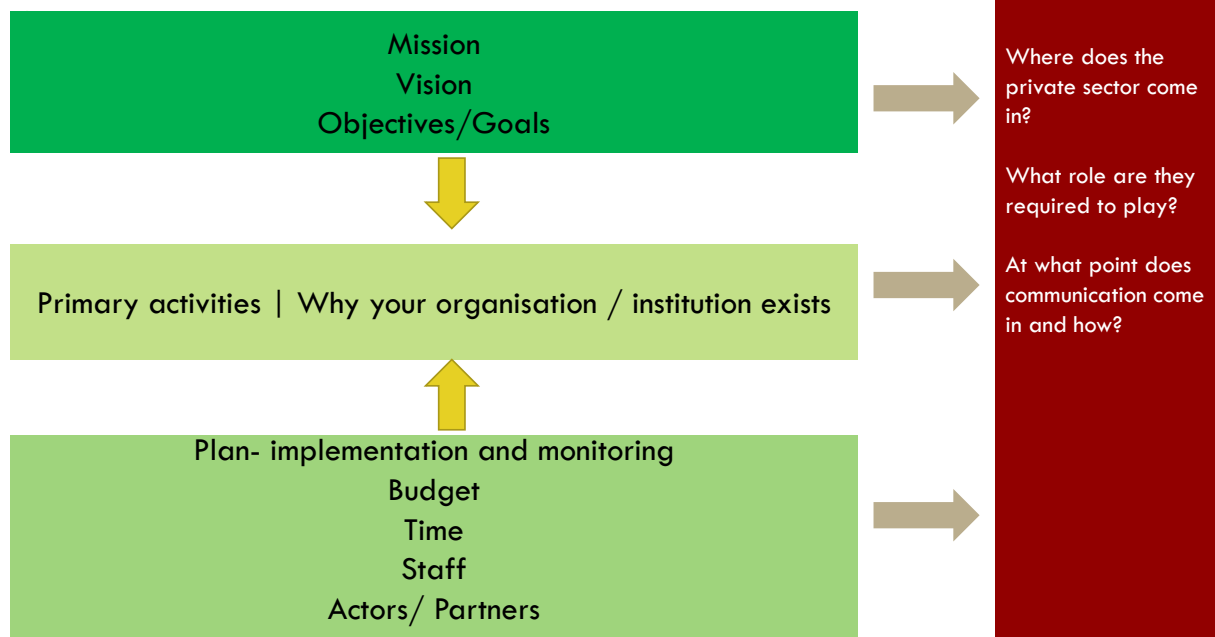 Mission
Vision
Objectives/Goals
Primary activities | Why your organisation / institution exists
Plan- implementation and monitoring
Budget
Time
Staff
Actors/ Partners
Where does the
private sector come
in?
What role are they
required to play?
At what point does
communication come
in and how?